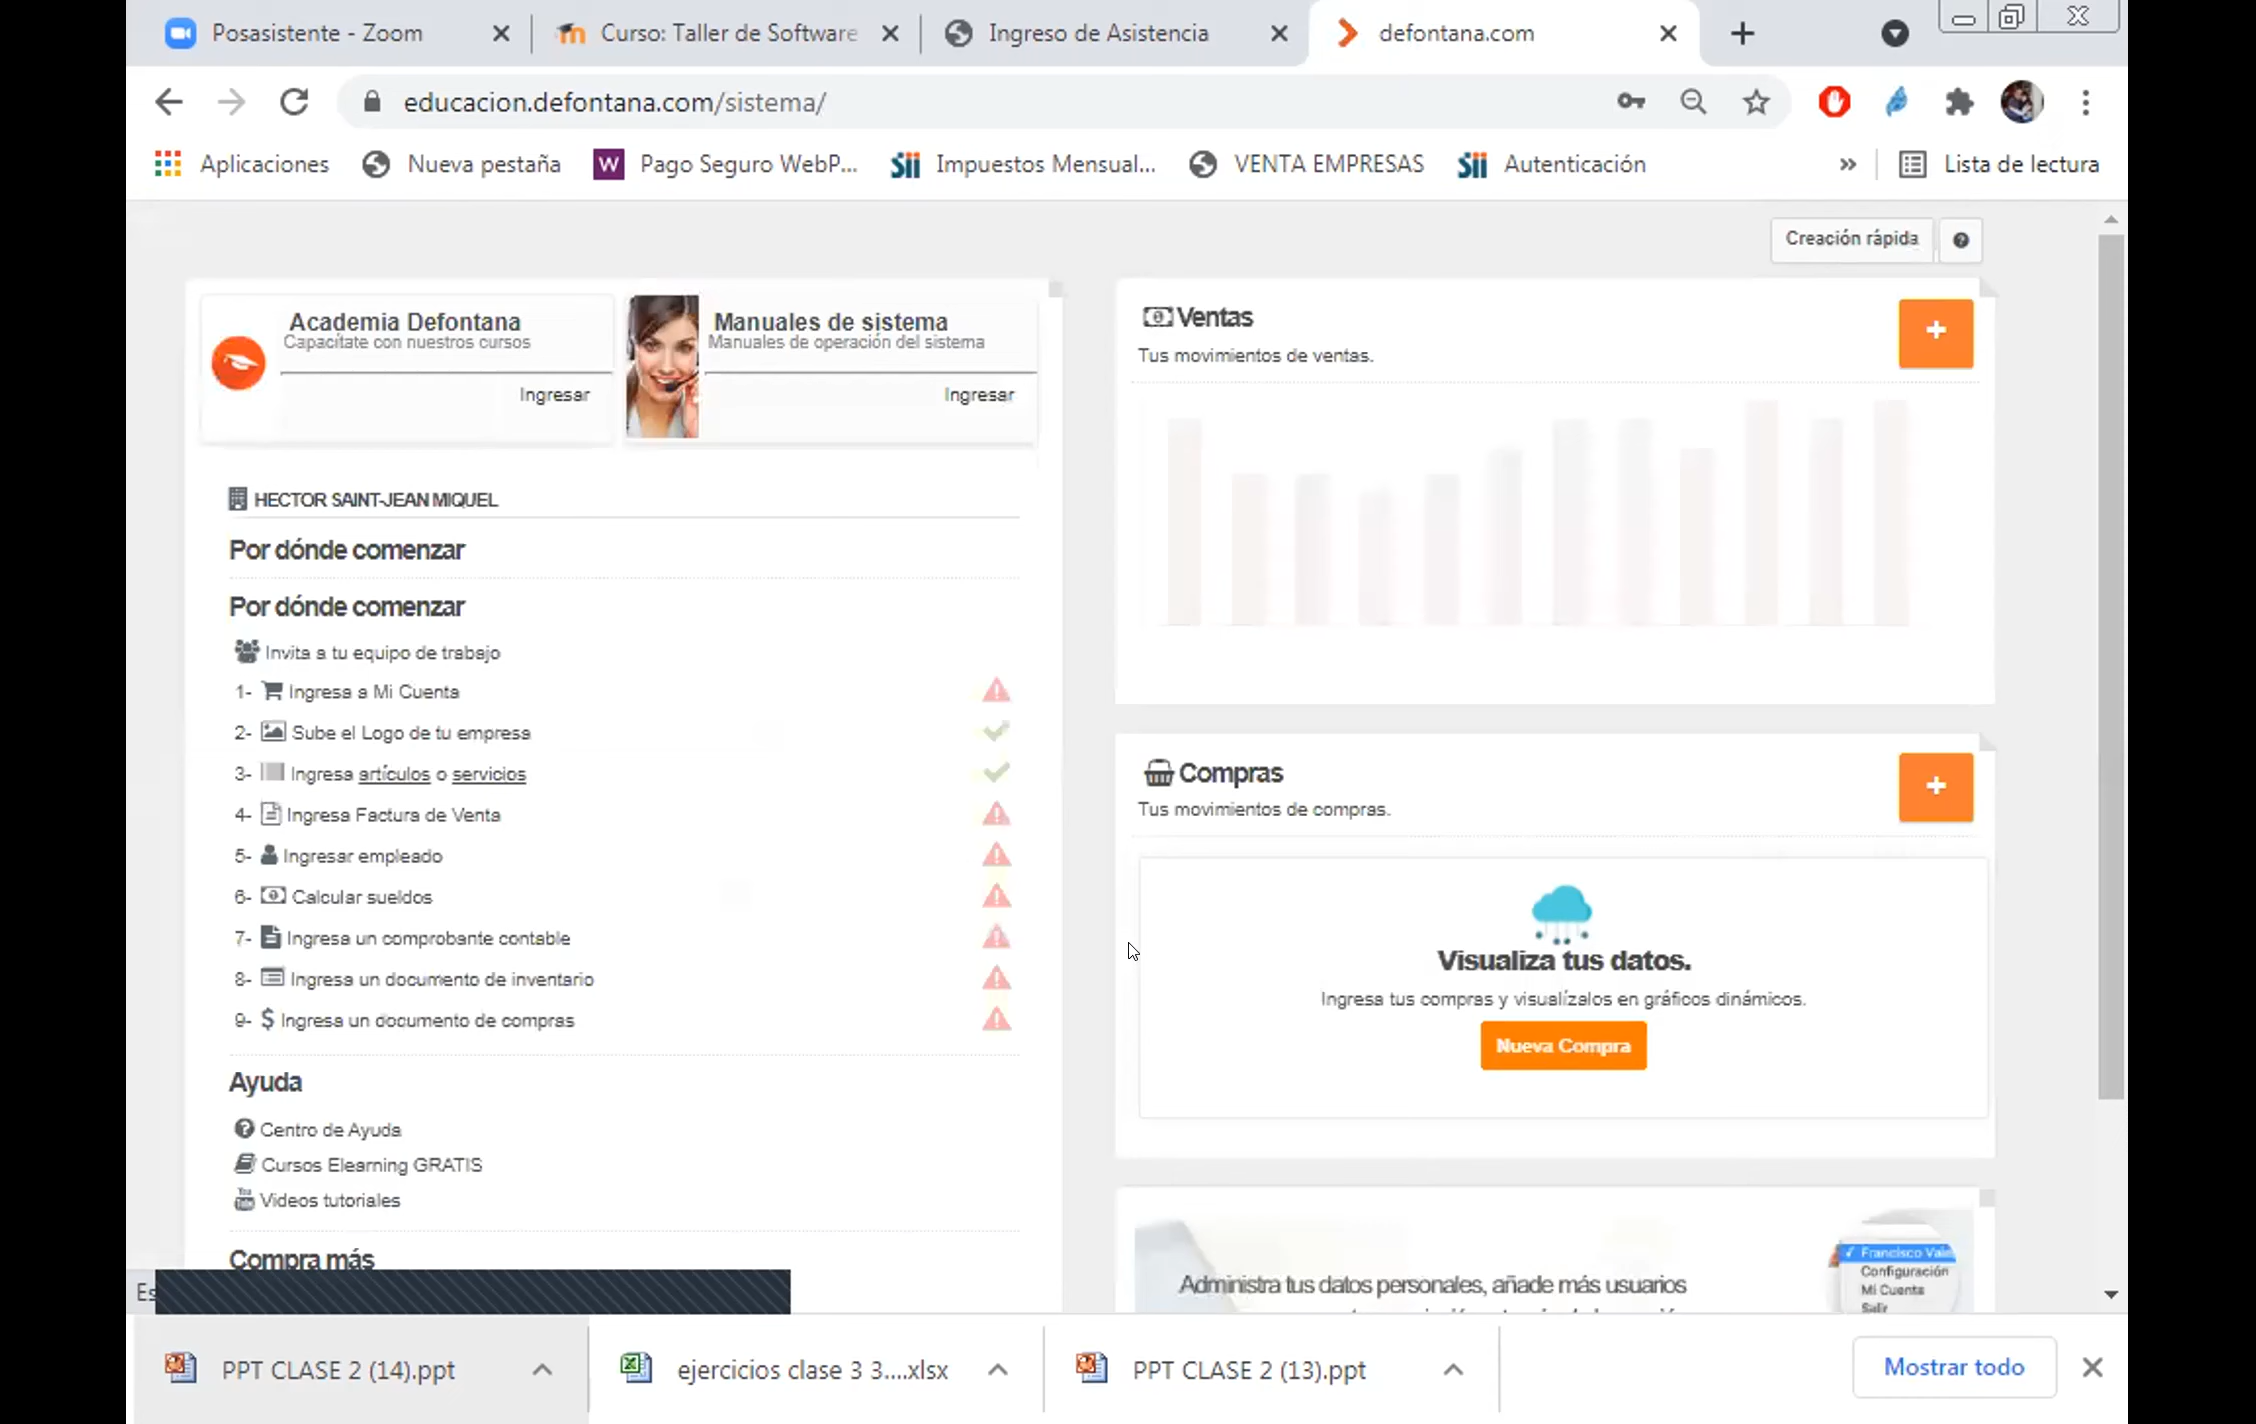 Posasistente - Zoom
Curso: Taller de Software
Ingreso de Asistencia
defontana.com
educacion.defontana.com/sistema/
Aplicaciones
Nueva pestaña
Pago Seguro WebP...
Impuestos Mensual...
VENTA EMPRESAS
Autenticación
»
Lista de lectura
Creación rápida
Academia Defontana
Capacítate con nuestros cursos
Ingresar
Manuales de sistema
Manuales de operación del sistema
Ingresar
HECTOR SAINT-JEAN MIQUEL
Por dónde comenzar
Por dónde comenzar
Invita a tu equipo de trabajo
1- Ingresa a Mi Cuenta
2- Sube el Logo de tu empresa
3- Ingresa artículos o servicios
4- Ingresa Factura de Venta
5- Ingresar empleado
6- Calcular sueldos
7- Ingresa un comprobante contable
8- Ingresa un documento de inventario
9- Ingresa un documento de compras
Ayuda
Centro de Ayuda
Cursos Elearning GRATIS
Videos tutoriales
Compra más
Es
Ventas
Tus movimientos de ventas.
+
Compras
Tus movimientos de compras.
+
Visualiza tus datos.
Ingresa tus compras y visualízalos en gráficos dinámicos.
Nueva Compra
Administra tus datos personales, añade más usuarios
✓ Francisco Vale
Configuración
Mi Cuenta
Salir
PPT CLASE 2 (14).ppt
ejercicios clase 3 3....xlsx
PPT CLASE 2 (13).ppt
Mostrar todo